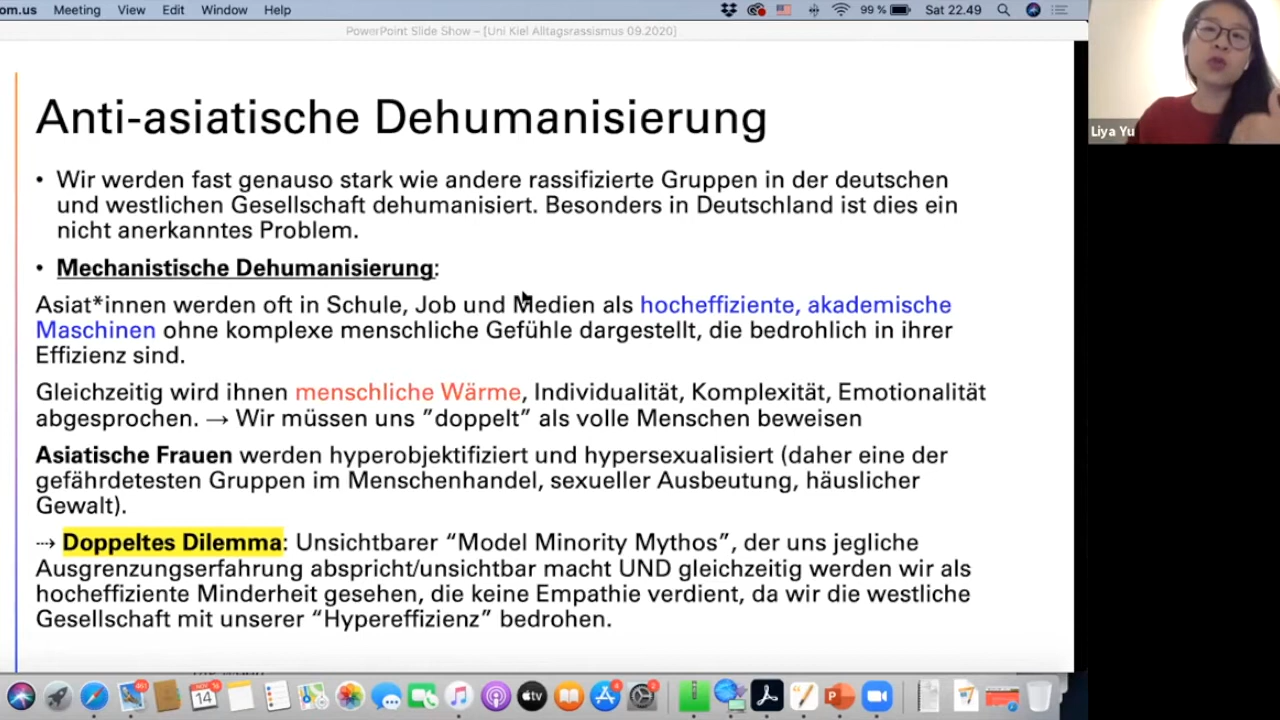 om.us Meeting View Edit Window Help 99 % Sat 22.49
PowerPoint Slide Show – [Uni Kiel Alltagsrassismus 09.2020]
Liya Yu
Anti-asiatische Dehumanisierung
• Wir werden fast genauso stark wie andere rassifizierte Gruppen in der deutschen
und westlichen Gesellschaft dehumanisiert. Besonders in Deutschland ist dies ein
nicht anerkanntes Problem.
• Mechanistische Dehumanisierung:
Asiat*innen werden oft in Schule, Job und Medien als hocheffiziente, akademische
Maschinen ohne komplexe menschliche Gefühle dargestellt, die bedrohlich in ihrer
Effizienz sind.
Gleichzeitig wird ihnen menschliche Wärme, Individualität, Komplexität, Emotionalität
abgesprochen. → Wir müssen uns ”doppelt” als volle Menschen beweisen
Asiatische Frauen werden hyperobjektifiziert und hypersexualisiert (daher eine der
gefährdetesten Gruppen im Menschenhandel, sexueller Ausbeutung, häuslicher
Gewalt).
⇢ Doppeltes Dilemma: Unsichtbarer “Model Minority Mythos”, der uns jegliche
Ausgrenzungserfahrung abspricht/unsichtbar macht UND gleichzeitig werden wir als
hocheffiziente Minderheit gesehen, die keine Empathie verdient, da wir die westliche
Gesellschaft mit unserer “Hypereffizienz” bedrohen.
14
tv